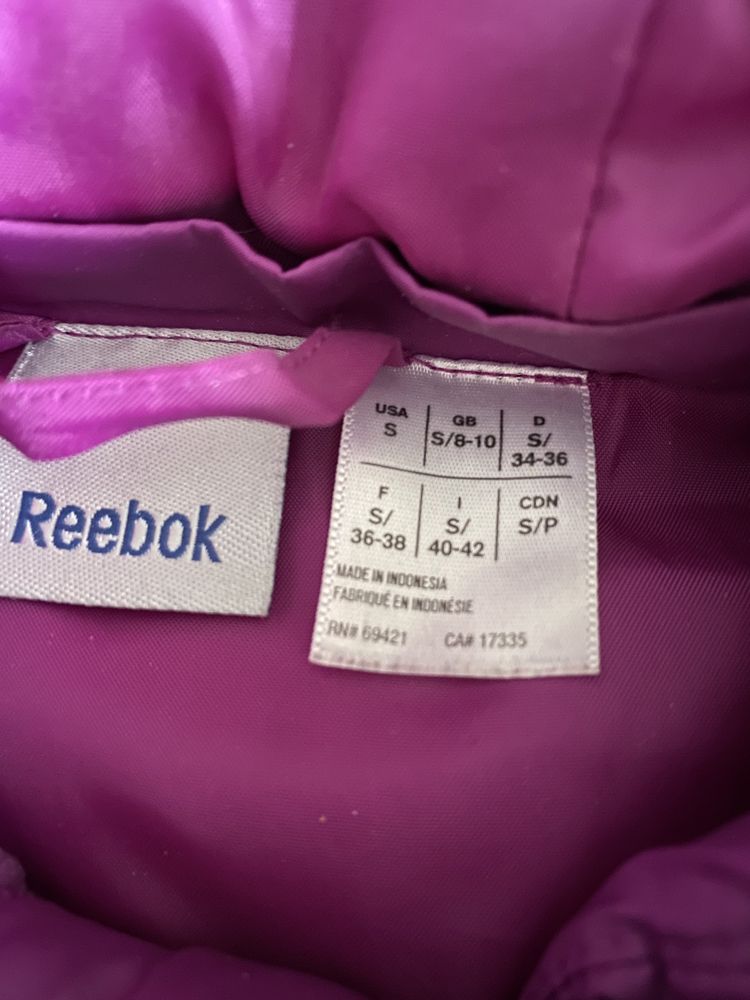 Reebok
USA GB D
S S/8-10 S/
34-36
F I CDN
S/ S/ S/P
36-38 40-42
MADE IN INDONESIA
FABRIQUÉ EN INDONÉSIE
RN# 69421 CA# 17335